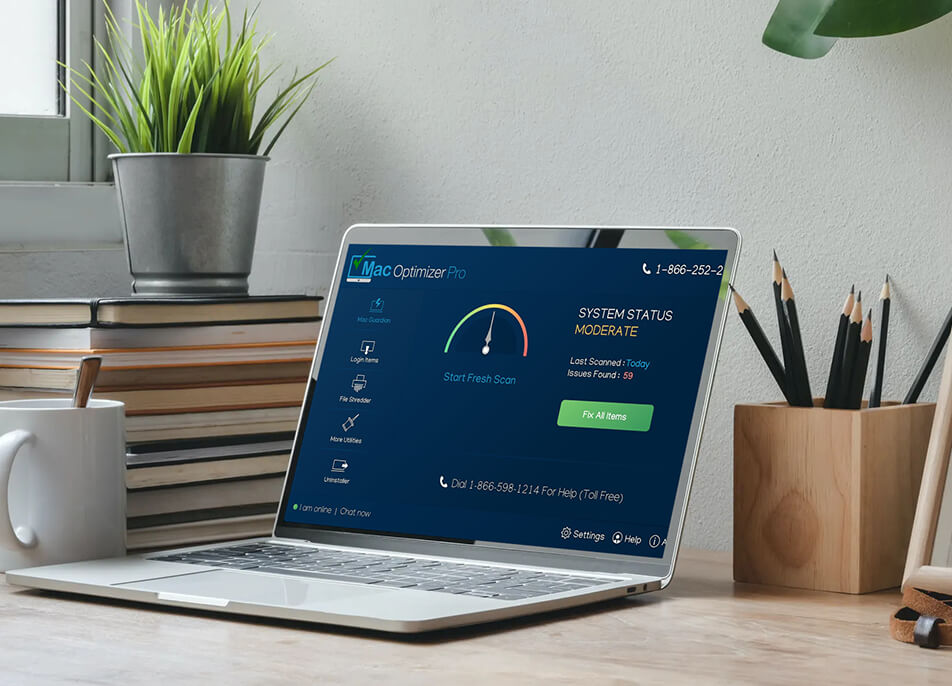 Mac Optimizer Pro
1-866-252-2
Mac Guardian
Login Items
File Shredder
More Utilities
Uninstaller
Start Fresh Scan
SYSTEM STATUS
MODERATE
Last Scanned : Today
Issues Found : 59
Fix All Items
Dial 1-866-598-1214 For Help (Toll Free)
I am online | Chat now
Settings
Help
A